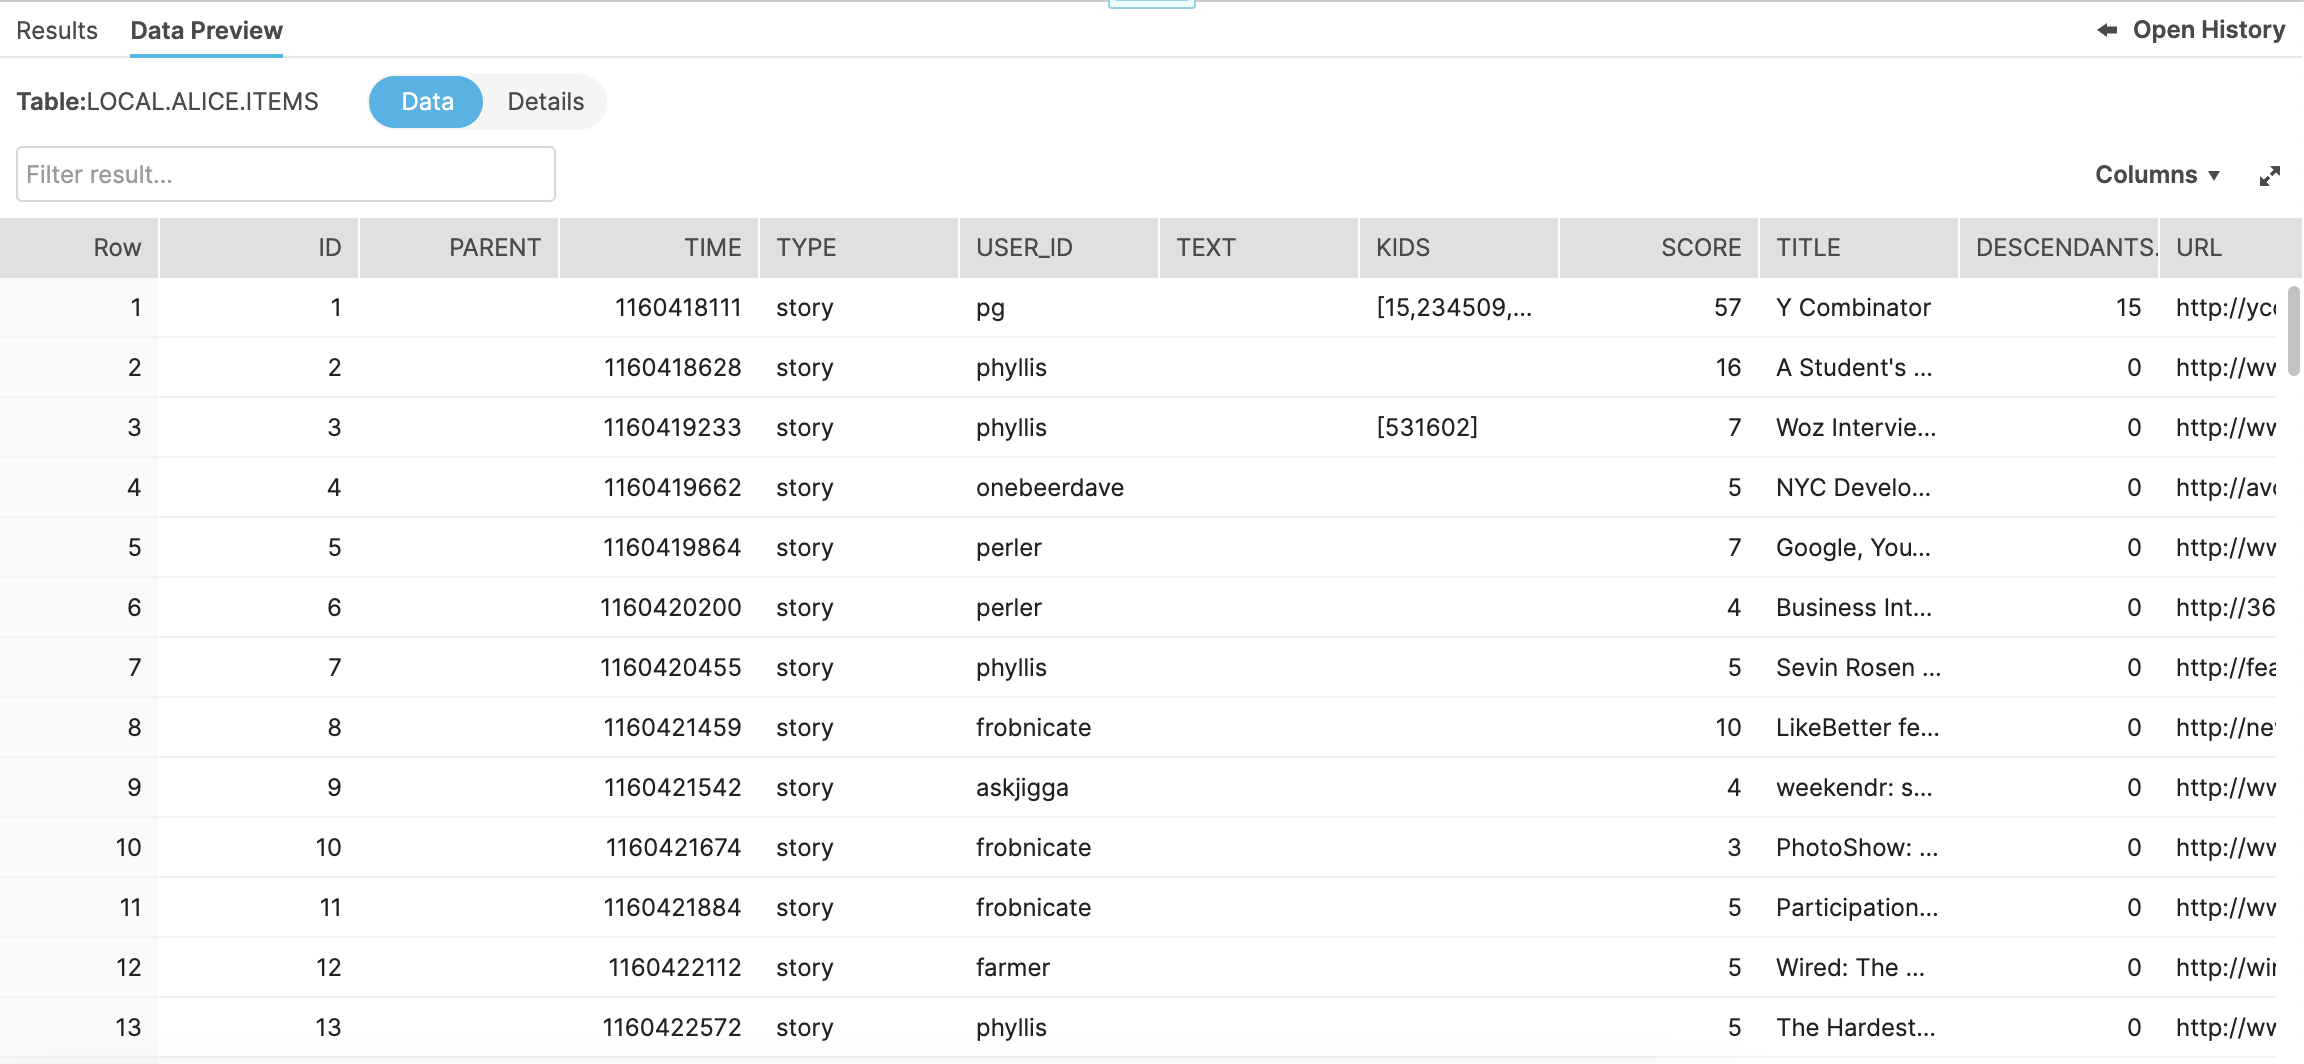 Results Data Preview Open History
Table:LOCAL.ALICE.ITEMS Data Details
Filter result... Columns
Row ID PARENT TIME TYPE USER_ID TEXT KIDS SCORE TITLE DESCENDANTS. URL
1 1 1160418111 story pg [15,234509,... 57 Y Combinator 15 http://yc
2 2 1160418628 story phyllis 16 A Student's ... 0 http://w
3 3 1160419233 story phyllis [531602] 7 Woz Intervie... 0 http://w
4 4 1160419662 story onebeerdave 5 NYC Develo... 0 http://av
5 5 1160419864 story perler 7 Google, You... 0 http://w
6 6 1160420200 story perler 4 Business Int... 0 http://36
7 7 1160420455 story phyllis 5 Sevin Rosen ... 0 http://fea
8 8 1160421459 story frobnicate 10 LikeBetter fe... 0 http://ne
9 9 1160421542 story askjigga 4 weekendr: s... 0 http://w
10 10 1160421674 story frobnicate 3 PhotoShow: ... 0 http://w
11 11 1160421884 story frobnicate 5 Participation... 0 http://w
12 12 1160422112 story farmer 5 Wired: The ... 0 http://wi
13 13 1160422572 story phyllis 5 The Hardest... 0 http://w